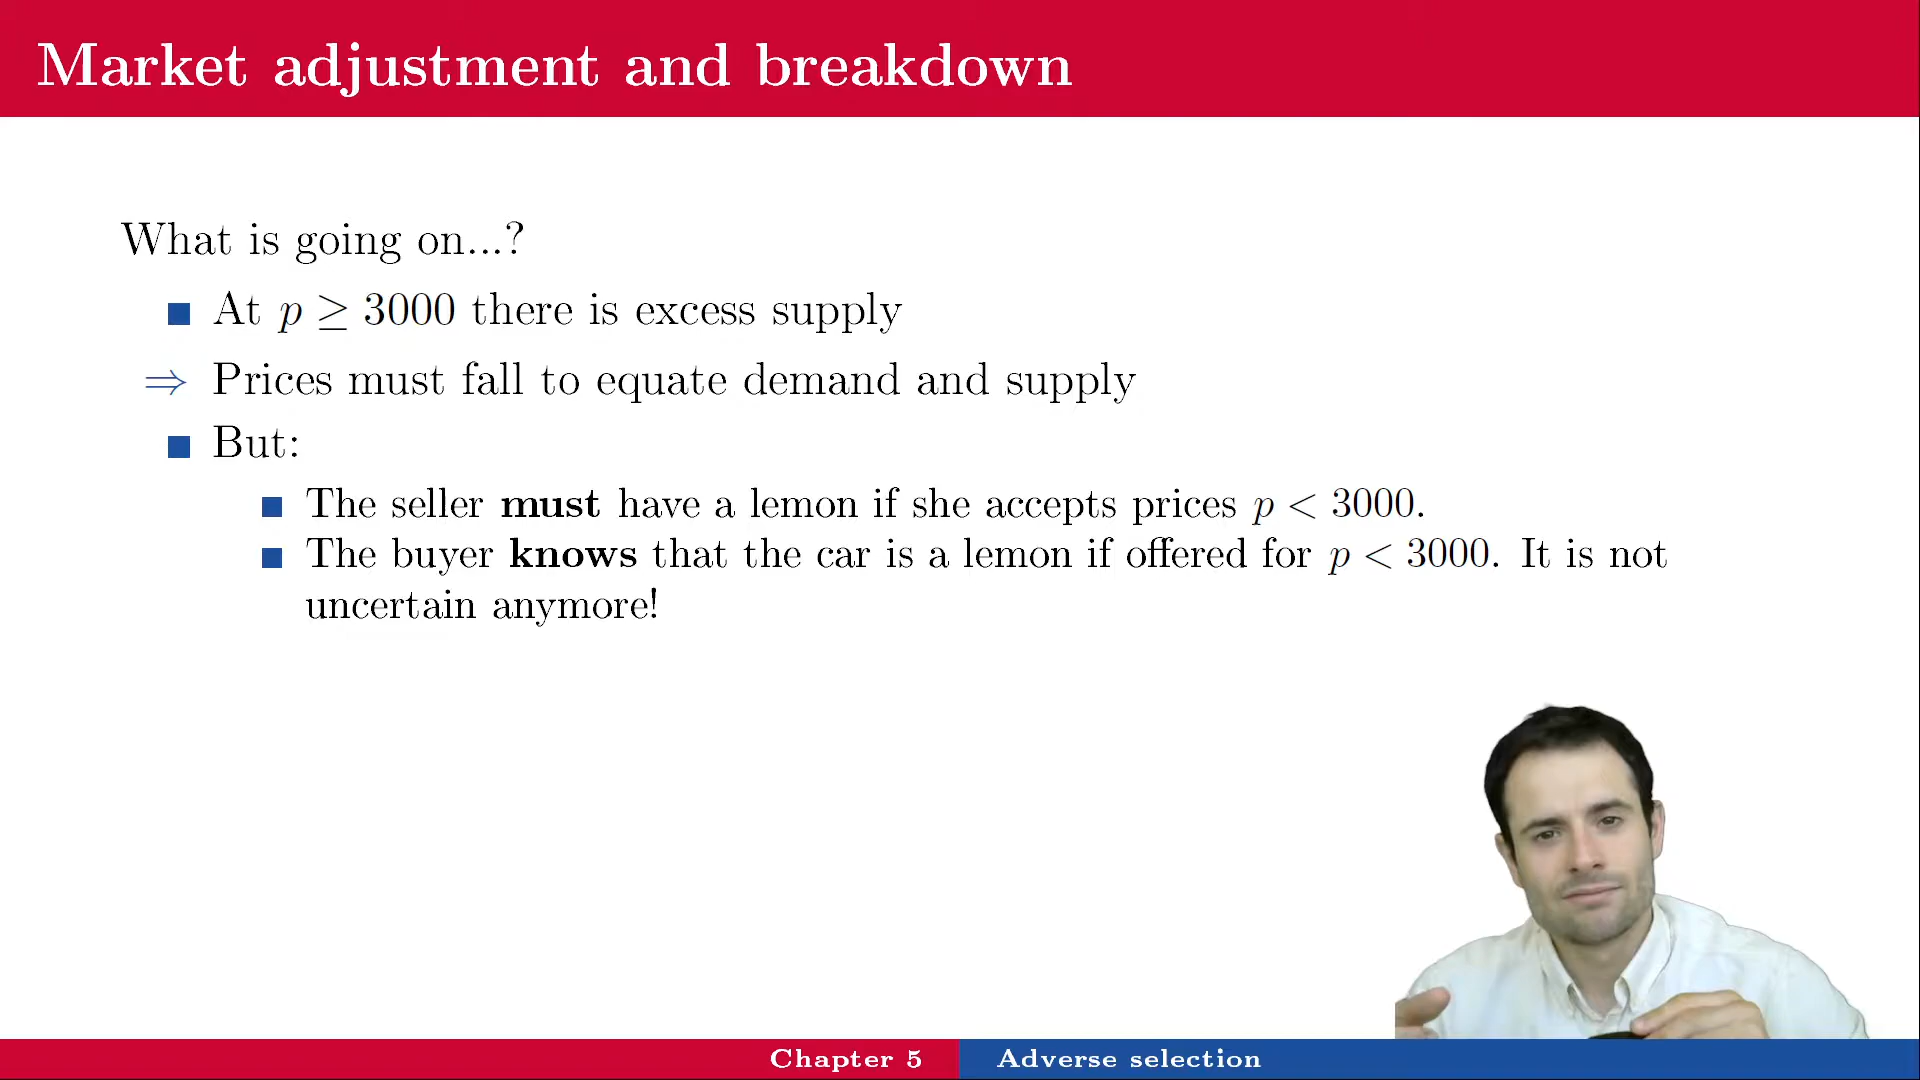 Market adjustment and breakdown
What is going on...?
At p ≥ 3000 there is excess supply
⇒ Prices must fall to equate demand and supply
But:
The seller must have a lemon if she accepts prices p < 3000.
The buyer knows that the car is a lemon if offered for p < 3000. It is not
uncertain anymore!
Chapter 5
Adverse selection